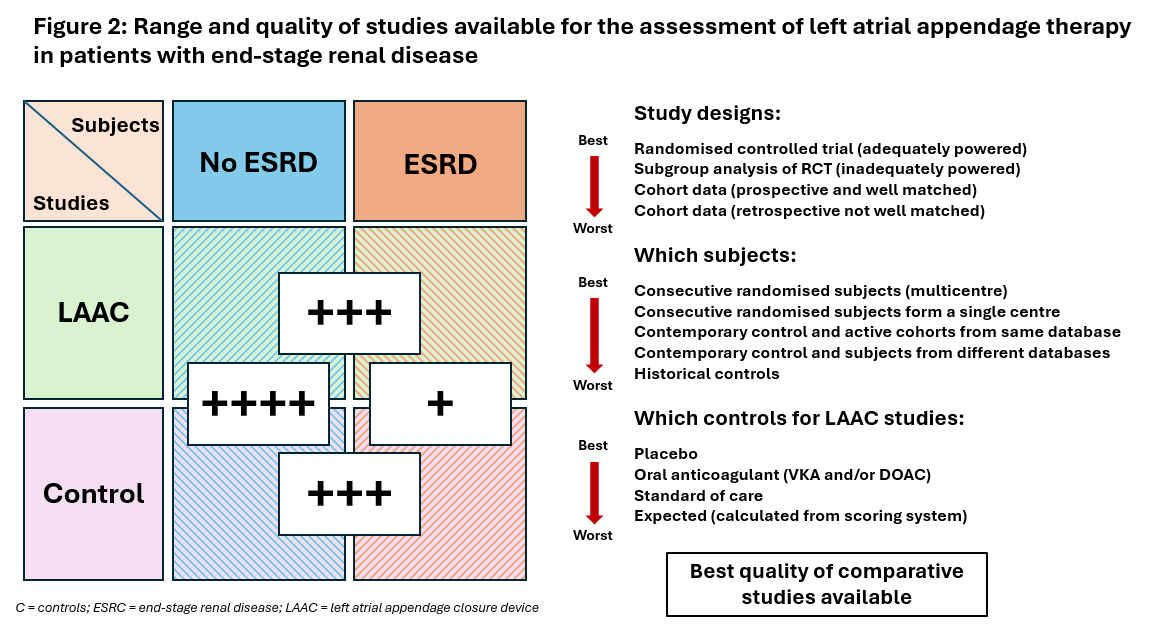 Figure 2: Range and quality of studies available for the assessment of left atrial appendage therapy
in patients with end-stage renal disease
Subjects
Studies
No ESRD
ESRD
LAAC
+++
++++
+
Control
+++
Study designs:
Best
Worst
Randomised controlled trial (adequately powered)
Subgroup analysis of RCT (inadequately powered)
Cohort data (prospective and well matched)
Cohort data (retrospective not well matched)
Which subjects:
Best
Worst
Consecutive randomised subjects (multicentre)
Consecutive randomised subjects form a single centre
Contemporary control and active cohorts from same database
Contemporary control and subjects from different databases
Historical controls
Which controls for LAAC studies:
Best
Worst
Placebo
Oral anticoagulant (VKA and/or DOAC)
Standard of care
Expected (calculated from scoring system)
Best quality of comparative
studies available
C = controls; ESRC = end-stage renal disease; LAAC = left atrial appendage closure device